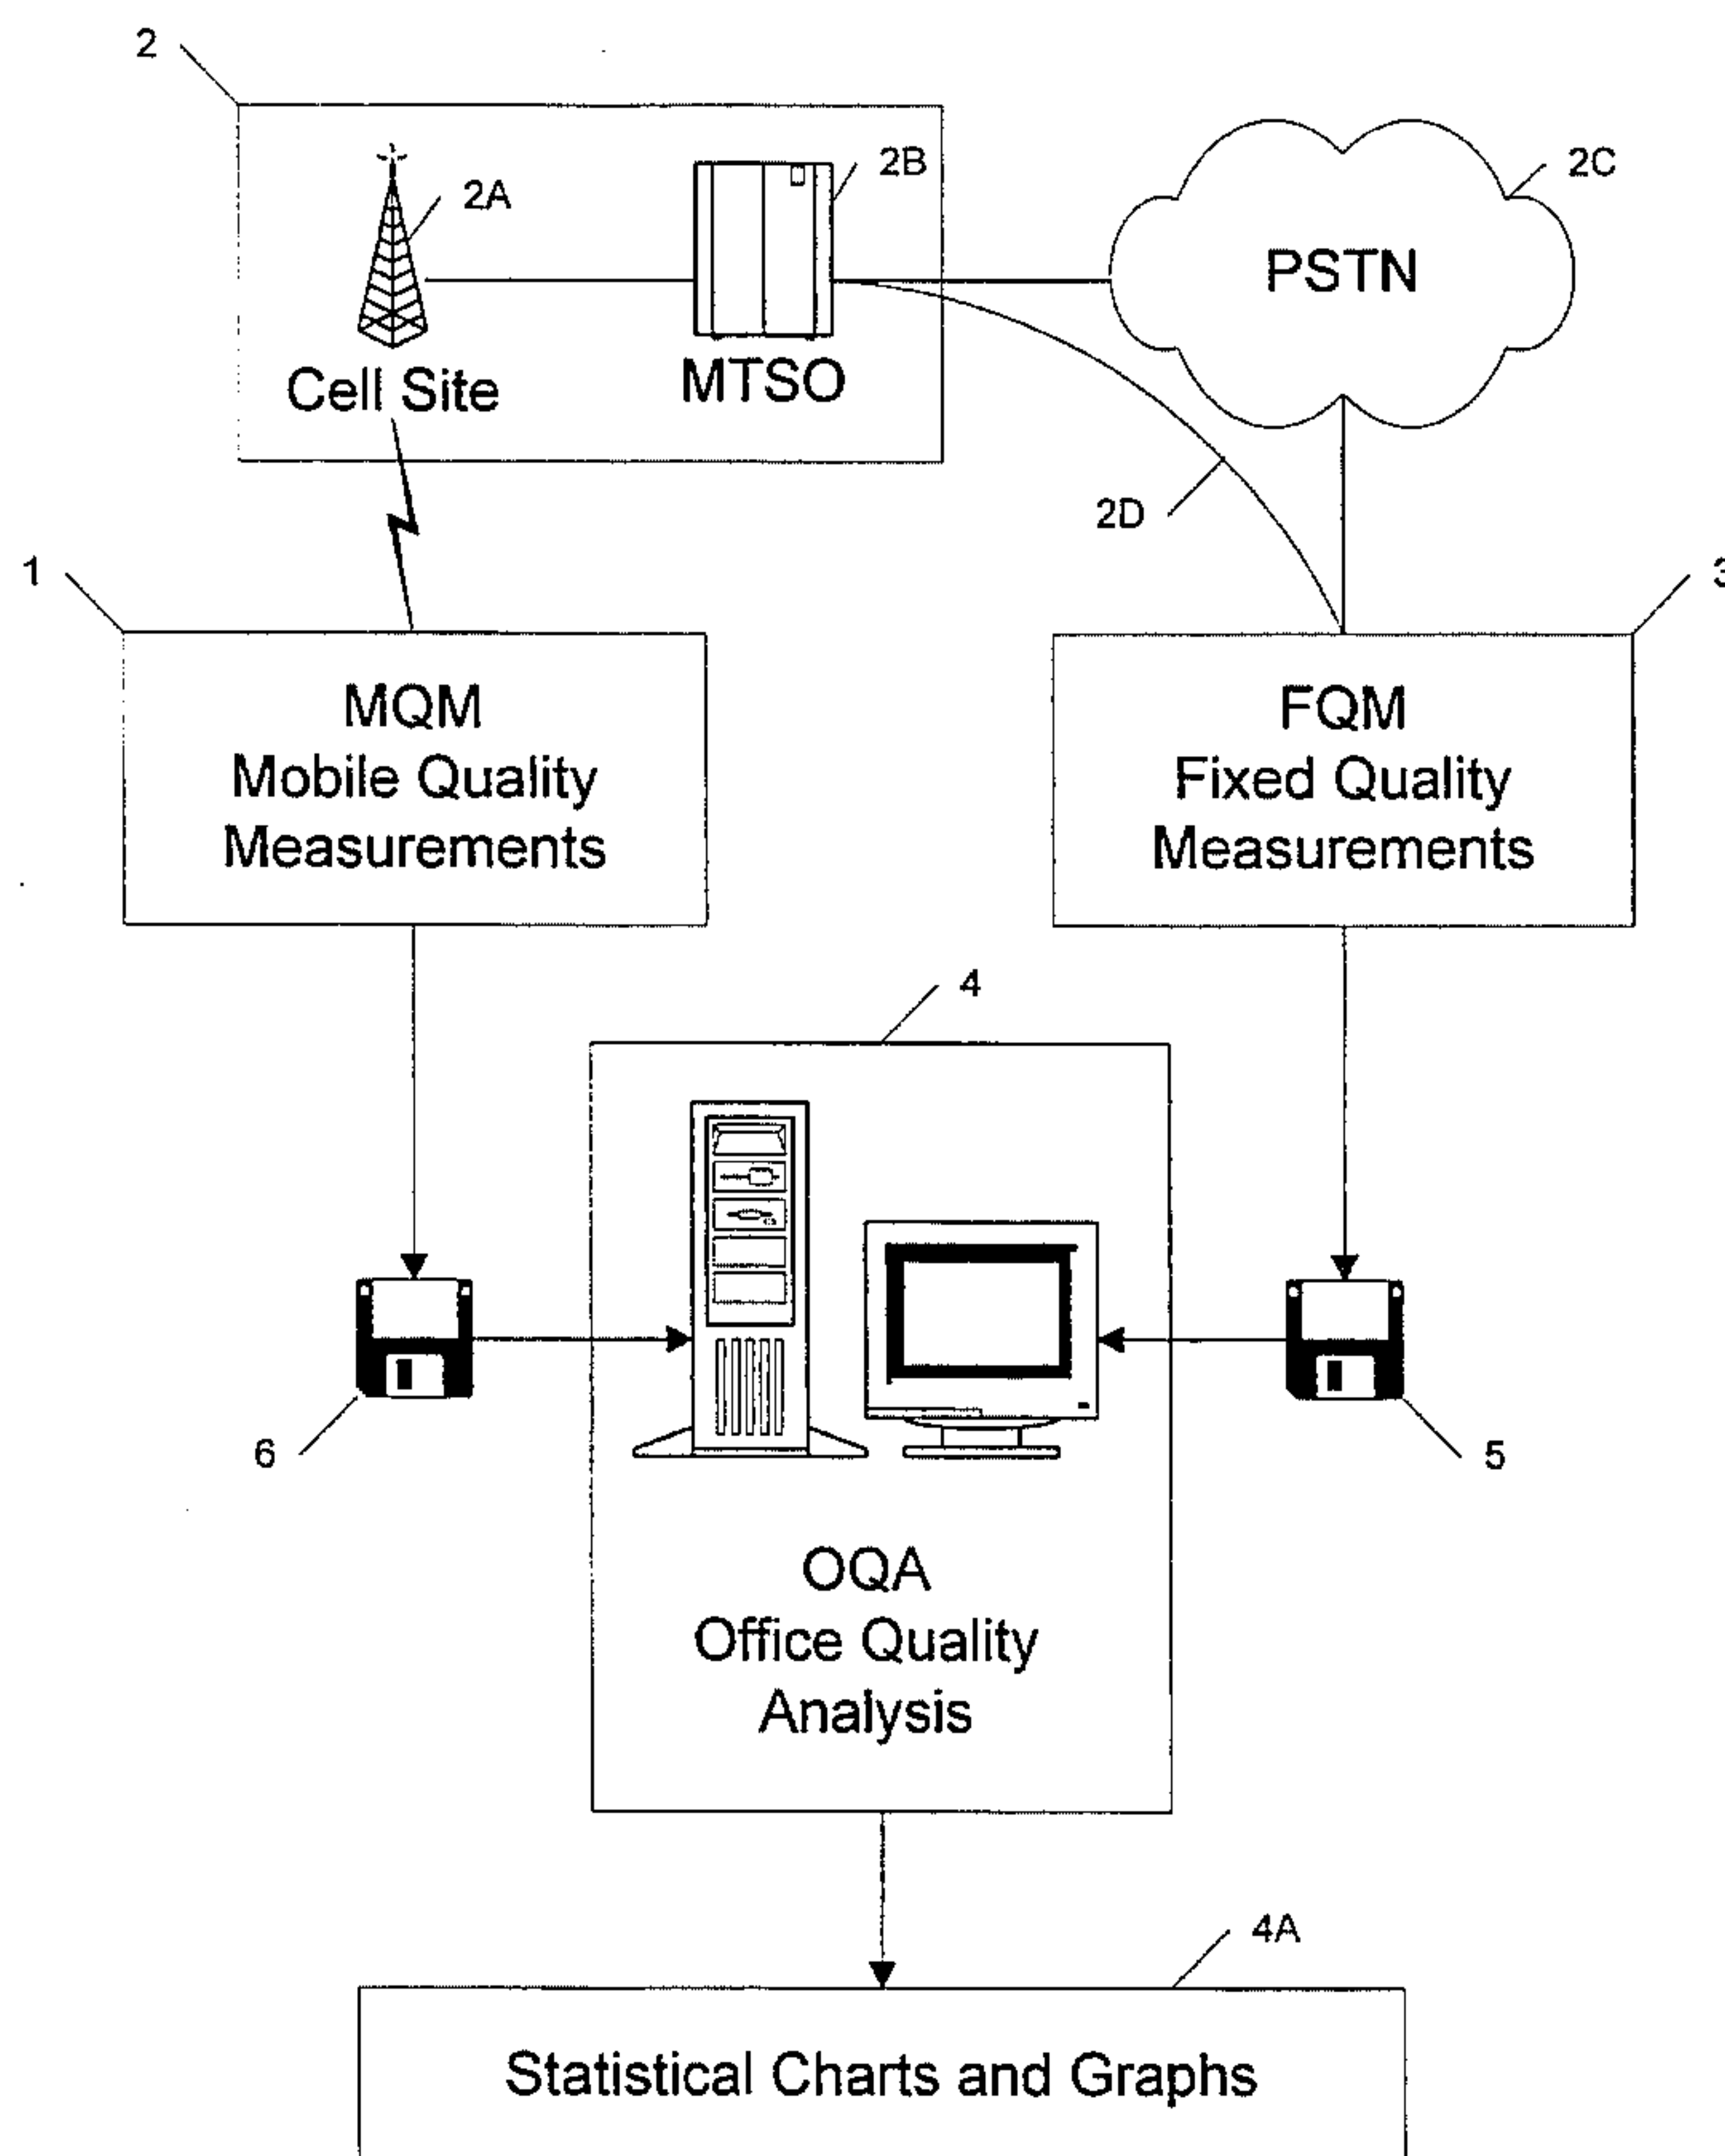 2
2A
2B
2C
PSTN
Cell Site
MTSO
2D
1
3
MQM
Mobile Quality
Measurements
FQM
Fixed Quality
Measurements
4
6
5
OQA
Office Quality
Analysis
4A
Statistical Charts and Graphs